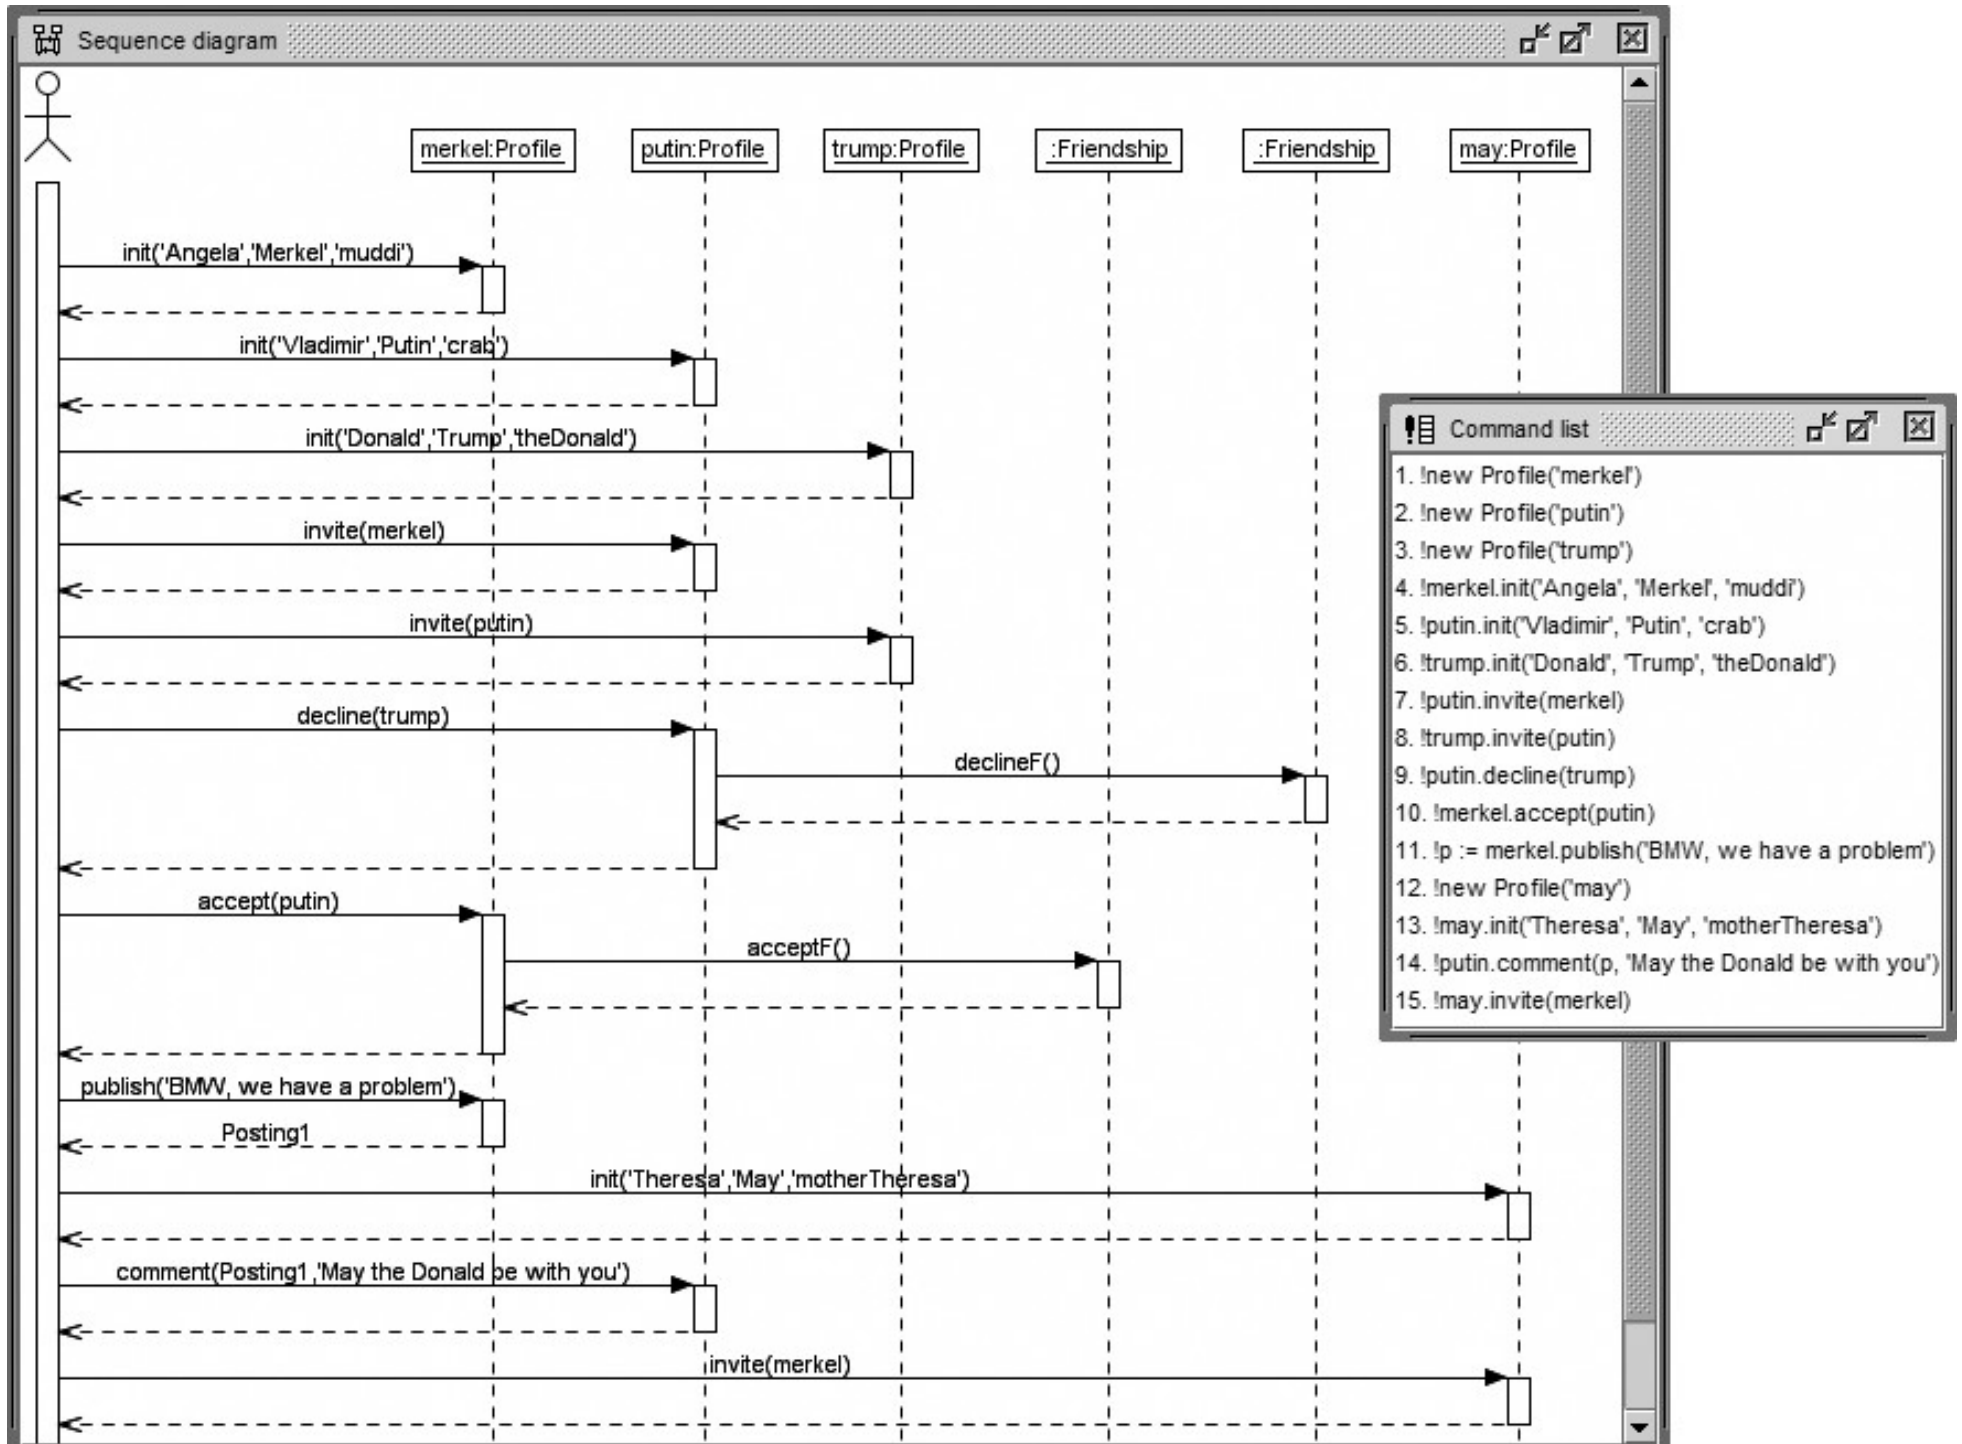 Sequence diagram
merkel:Profile
putin:Profile
trump:Profile
:Friendship
:Friendship
may:Profile
init('Angela','Merkel','muddi')
init('Vladimir','Putin','crab')
init('Donald','Trump','theDonald')
invite(merkel)
invite(putin)
decline(trump)
declineF()
accept(putin)
acceptF()
publish('BMW, we have a problem')
Posting1
init('Theresa','May','motherTheresa')
comment(Posting1,'May the Donald be with you')
invite(merkel)
Command list
1. !new Profile('merkel')
2. !new Profile('putin')
3. !new Profile('trump')
4. !merkel.init('Angela', 'Merkel', 'muddi')
5. !putin.init('Vladimir', 'Putin', 'crab')
6. !trump.init('Donald', 'Trump', 'theDonald')
7. !putin.invite(merkel)
8. !trump.invite(putin)
9. !putin.decline(trump)
10. !merkel.accept(putin)
11. !p := merkel.publish('BMW, we have a problem')
12. !new Profile('may')
13. !may.init('Theresa', 'May', 'motherTheresa')
14. !putin.comment(p, 'May the Donald be with you')
15. !may.invite(merkel)